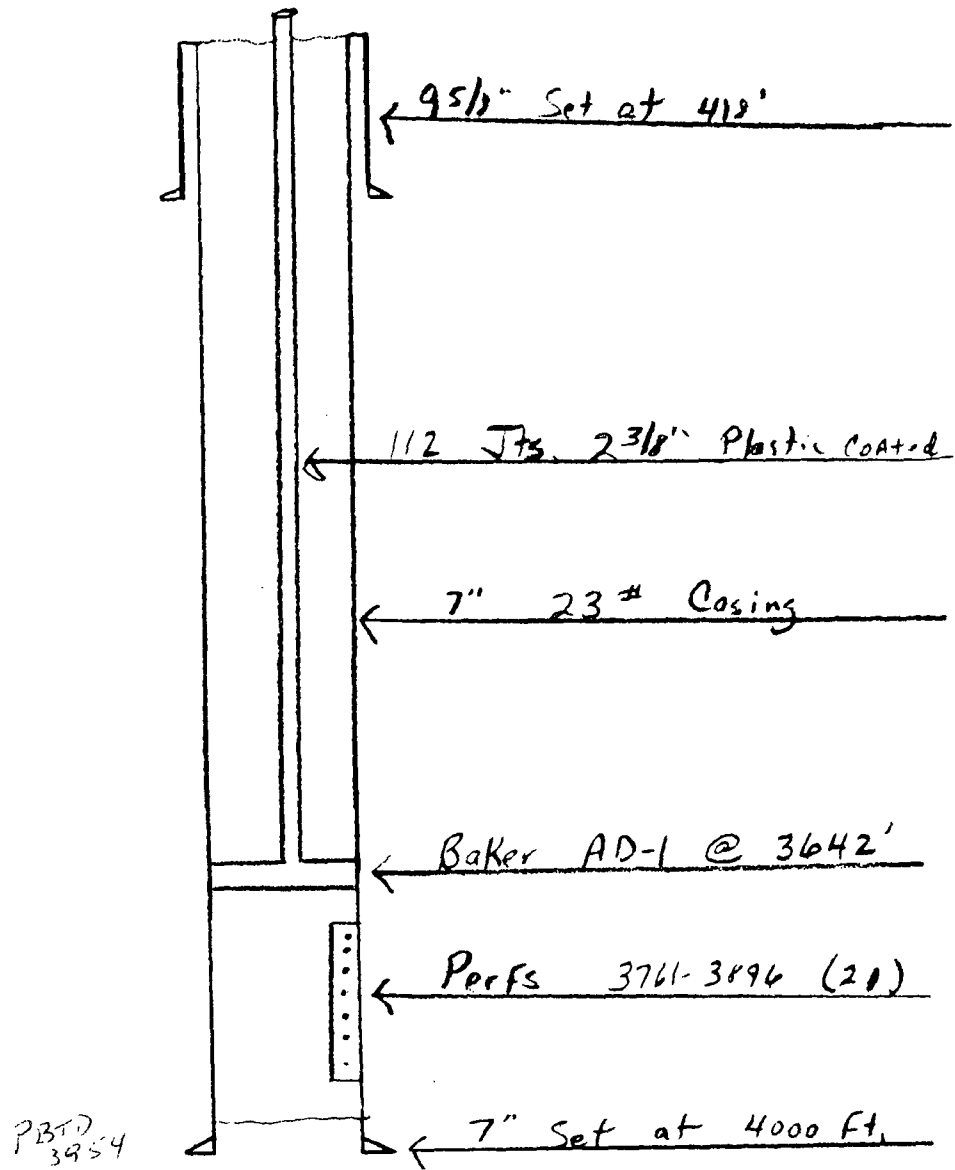 9 5/8" Set at 418'
112 Jts. 2 3/8" Plastic Coated
7" 23# Casing
Baker AD-1 @ 3642'
Perfs 3761-3896 (21)
7" Set at 4000 Ft.
PBTD
3954